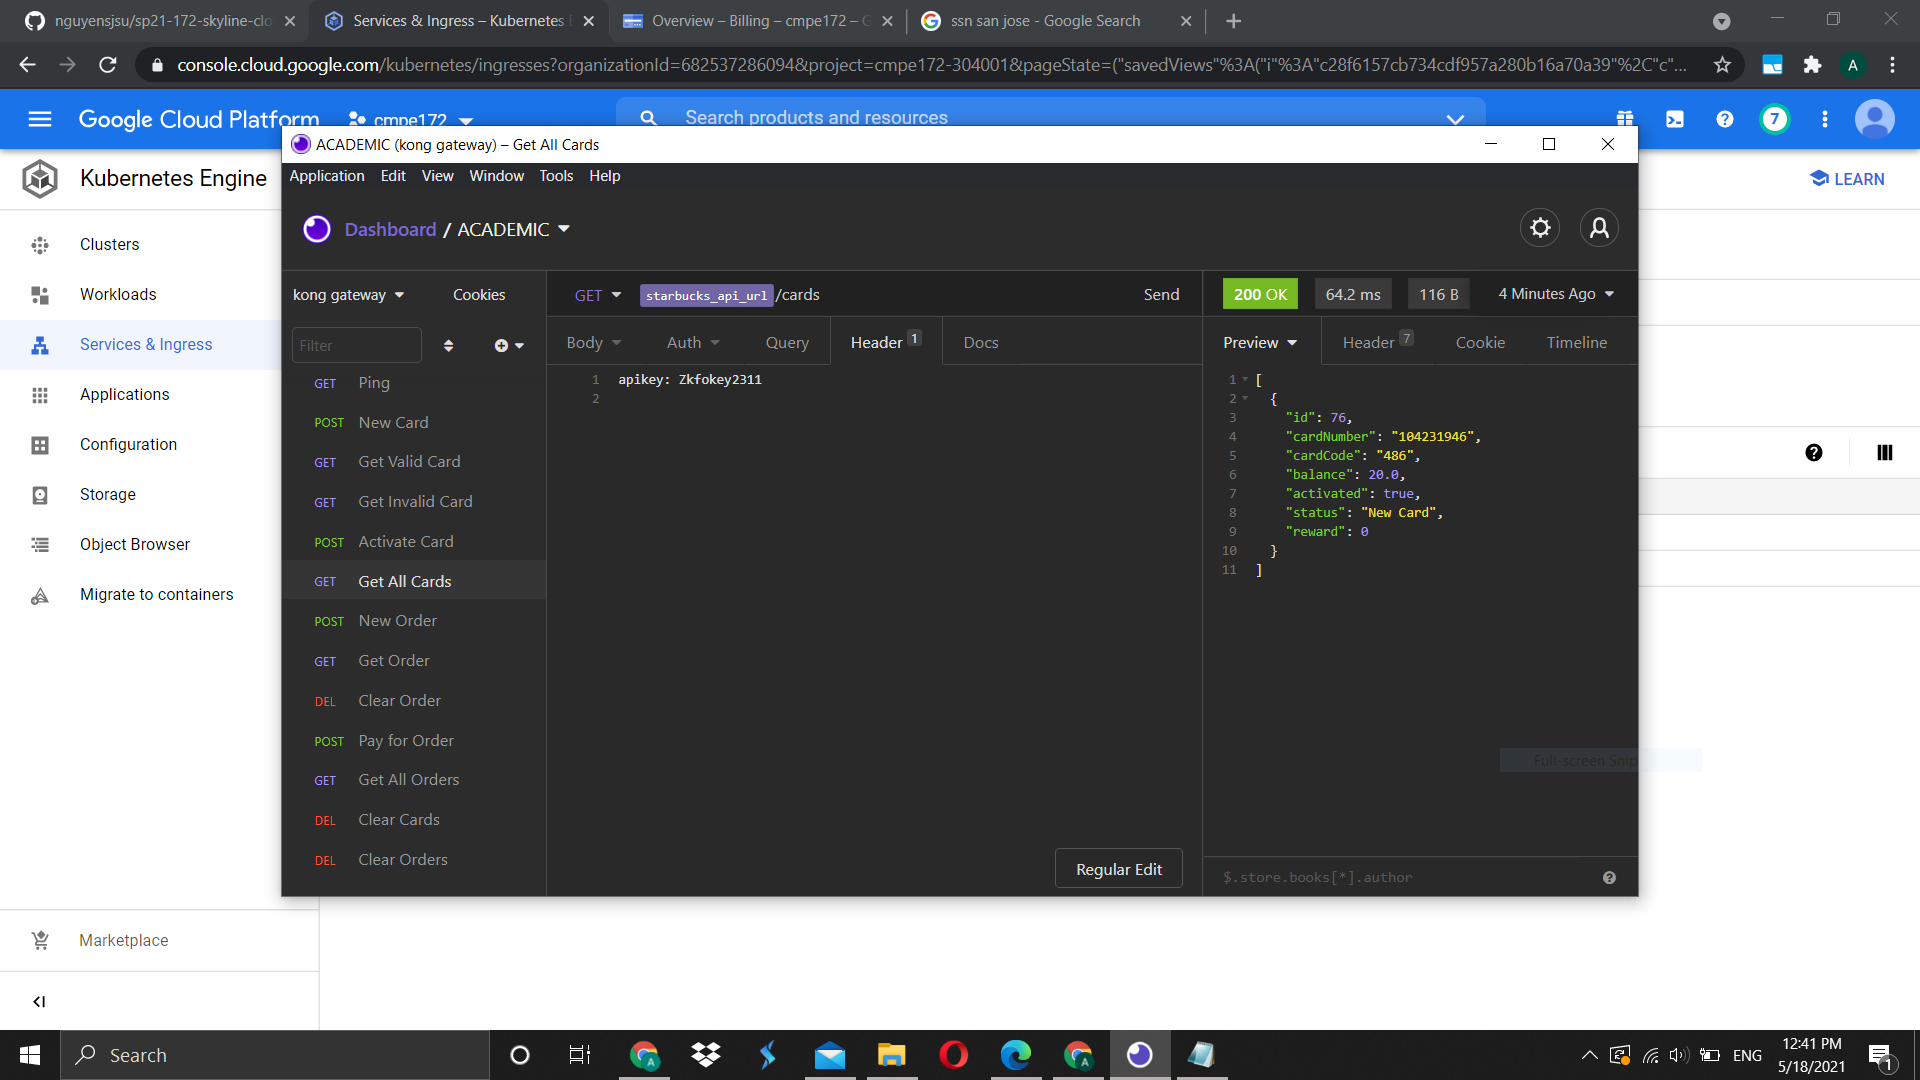 nguyensjsu/sp21-172-skyline-clo
Services & Ingress – Kubernetes
Overview – Billing – cmpe172 – G
ssn san jose - Google Search
console.cloud.google.com/kubernetes/ingresses?organizationId=682537286094&project=cmpe172-304001&pageState=("savedViews"%3A("i"%3A"c28f6157cb734cdf957a280b16a70a39"%2C"c"...
A
Google Cloud Platform
cmpe172
Search products and resources
7
Kubernetes Engine
LEARN
Clusters
Workloads
Services & Ingress
Applications
Configuration
Storage
Object Browser
Migrate to containers
Marketplace
ACADEMIC (kong gateway) – Get All Cards
Application Edit View Window Tools Help
Dashboard / ACADEMIC
kong gateway
Cookies
Filter
GET Ping
POST New Card
GET Get Valid Card
GET Get Invalid Card
POST Activate Card
GET Get All Cards
POST New Order
GET Get Order
DEL Clear Order
POST Pay for Order
GET Get All Orders
DEL Clear Cards
DEL Clear Orders
GET starbucks_api_url /cards Send
Body Auth Query Header 1 Docs
1 apikey: Zkfokey2311
2
Regular Edit
200 OK 64.2 ms 116 B 4 Minutes Ago
Preview Header 7 Cookie Timeline
1 [
2 {
3 "id": 76,
4 "cardNumber": "104231946",
5 "cardCode": "486",
6 "balance": 20.0,
7 "activated": true,
8 "status": "New Card",
9 "reward": 0
10 }
11 ]
Full-screen Snip
$.store.books[*].author
Search
ENG
12:41 PM
5/18/2021
1